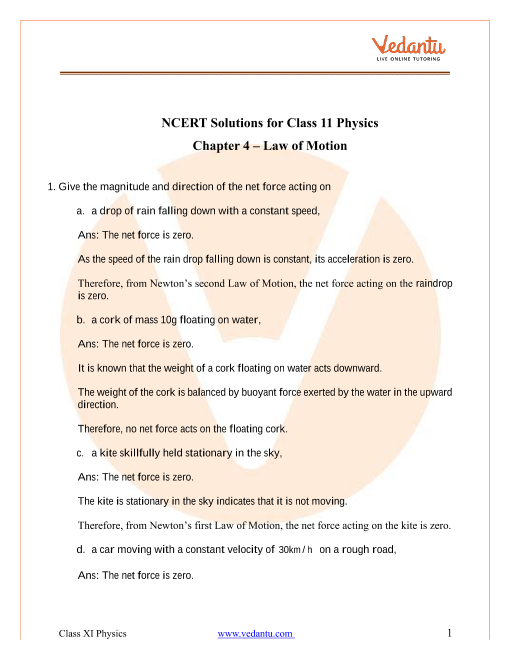 Vedantu
LIVE ONLINE TUTORING
NCERT Solutions for Class 11 Physics
Chapter 4 – Law of Motion
1. Give the magnitude and direction of the net force acting on
a. a drop of rain falling down with a constant speed,
Ans: The net force is zero.
As the speed of the rain drop falling down is constant, its acceleration is zero.
Therefore, from Newton’s second Law of Motion, the net force acting on the raindrop
is zero.
b. a cork of mass 10g floating on water,
Ans: The net force is zero.
It is known that the weight of a cork floating on water acts downward.
The weight of the cork is balanced by buoyant force exerted by the water in the upward
direction.
Therefore, no net force acts on the floating cork.
c. a kite skillfully held stationary in the sky,
Ans: The net force is zero.
The kite is stationary in the sky indicates that it is not moving.
Therefore, from Newton’s first Law of Motion, the net force acting on the kite is zero.
d. a car moving with a constant velocity of 30km / h on a rough road,
Ans: The net force is zero.
Class XI Physics www.vedantu.com 1